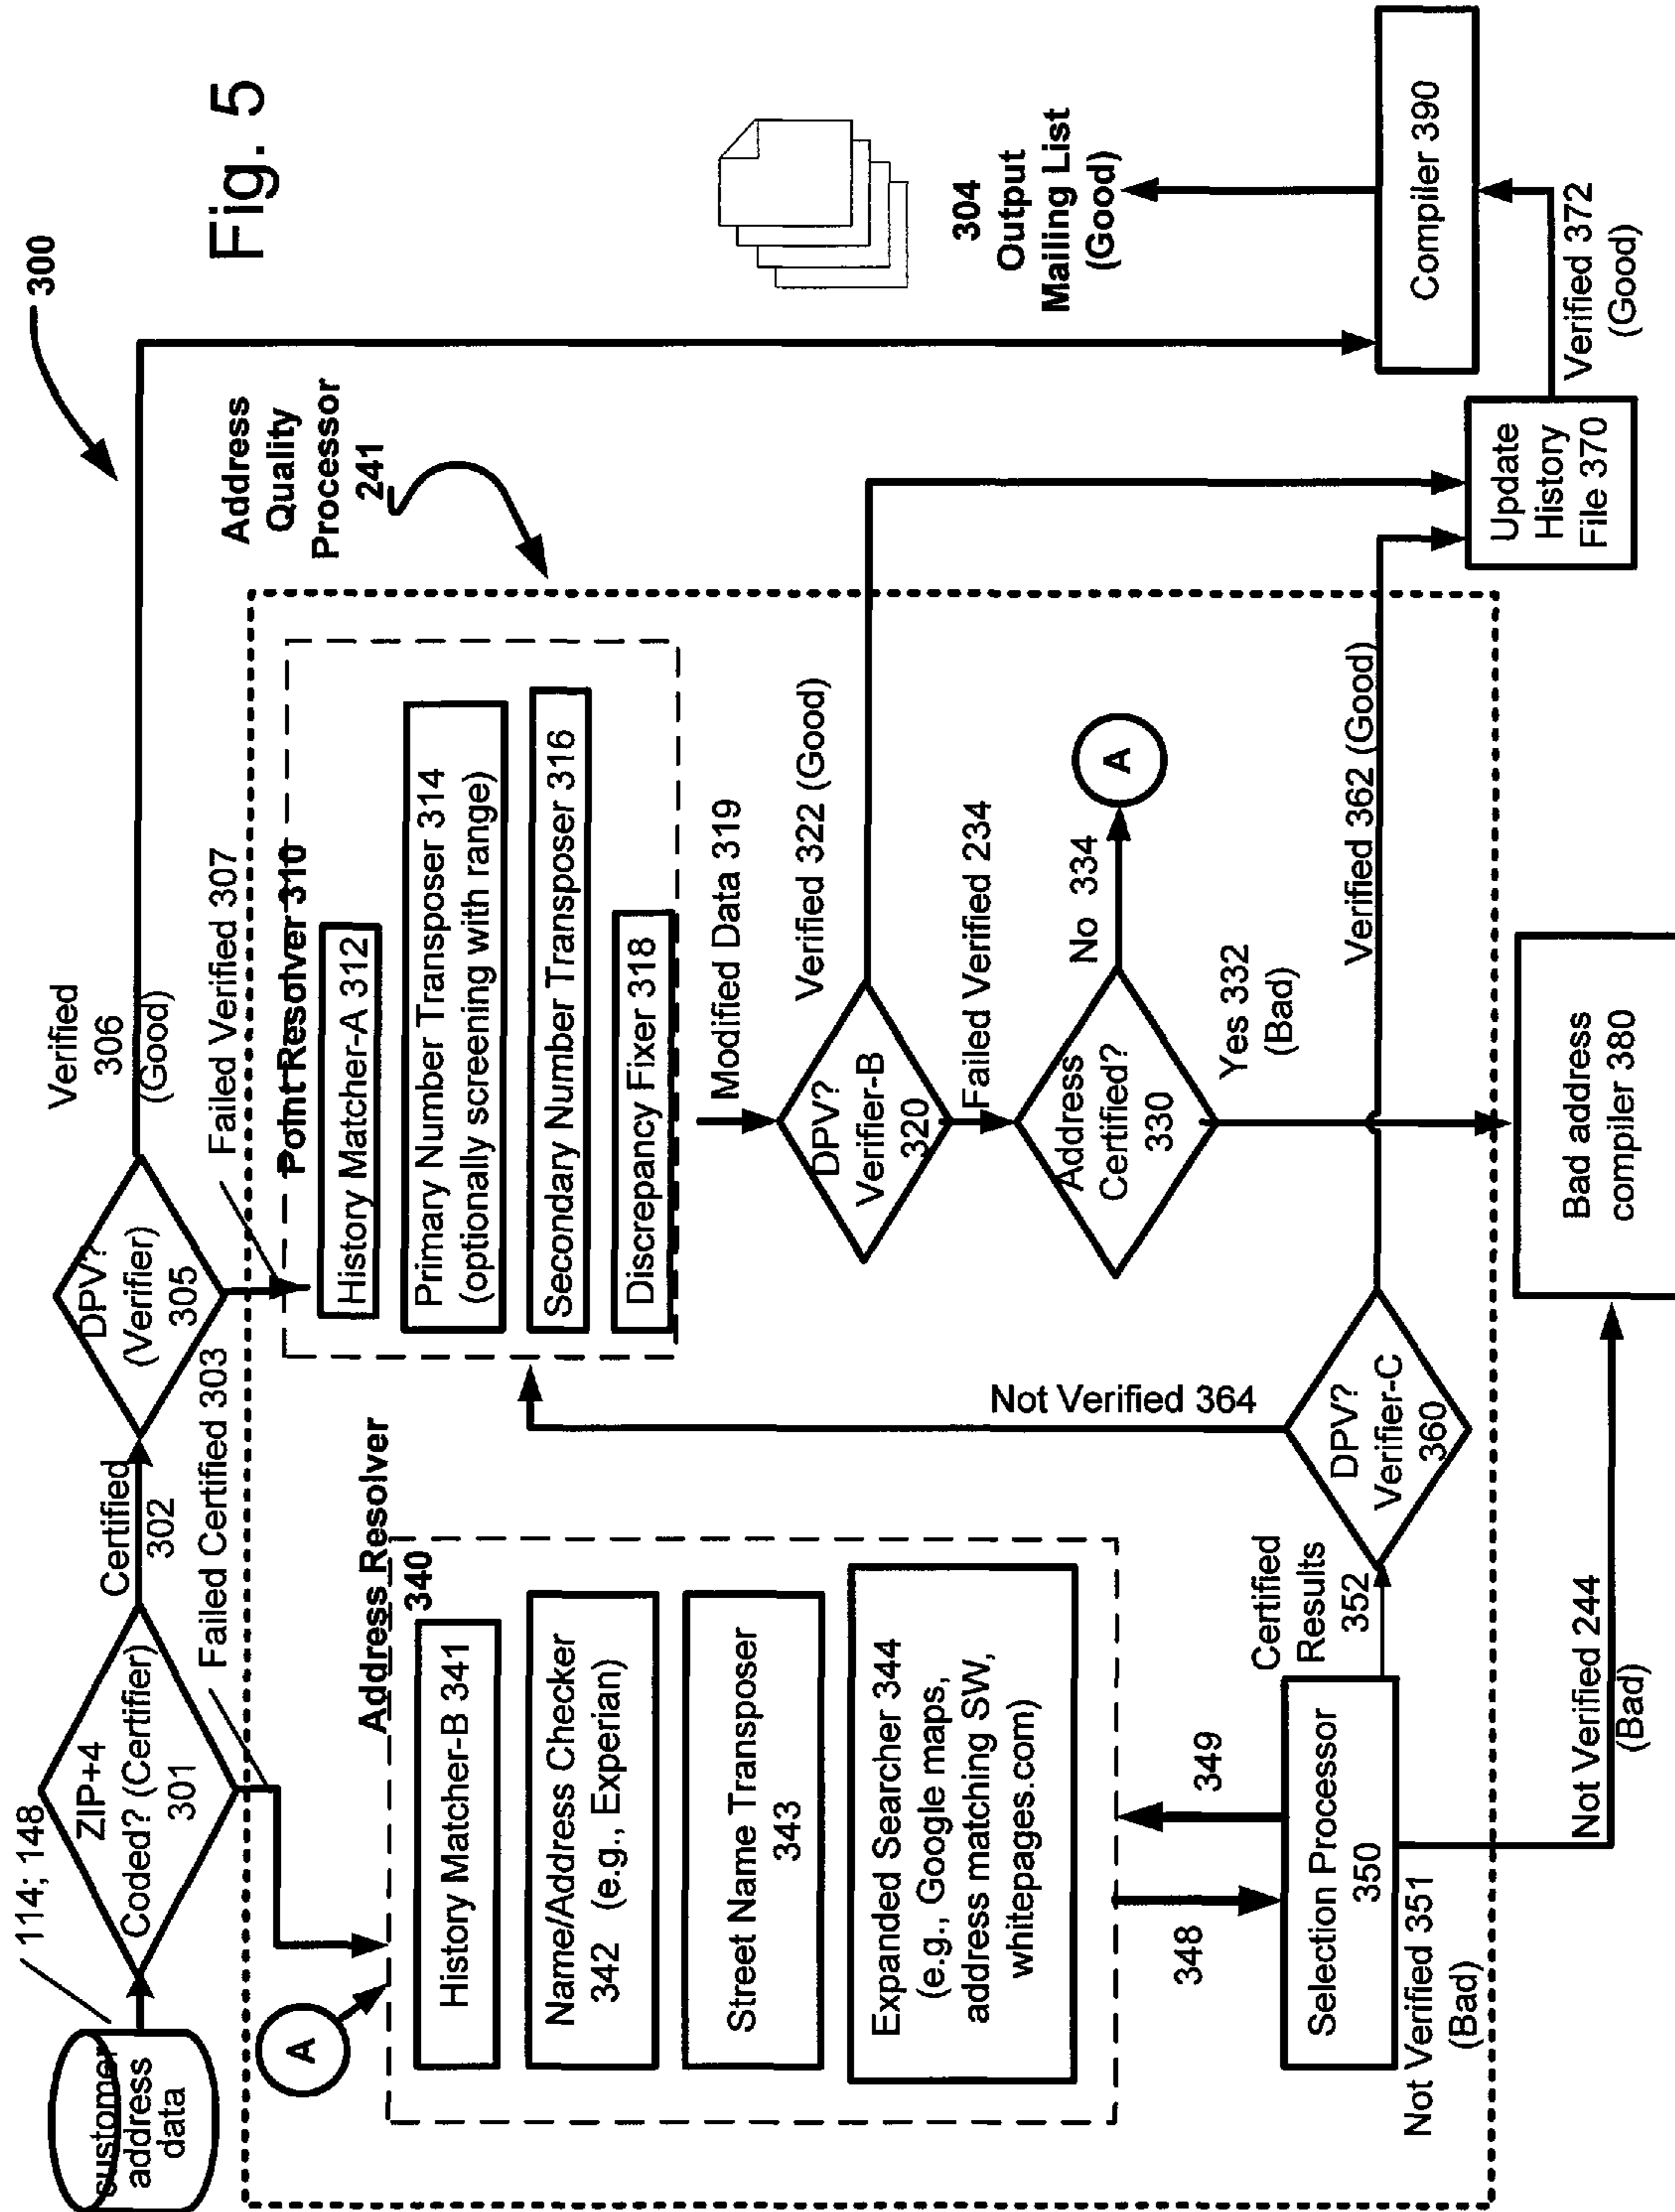 Fig. 5
300
customer
address
data
114; 148
ZIP+4
Coded? (Certifier)
301
Certified
302
Failed Certified 303
DPV?
(Verifier)
305
Verified
306
(Good)
Failed Verified 307
Address
Quality
Processor
241
Point Resolver 310
History Matcher-A 312
Primary Number Transposer 314
(optionally screening with range)
Secondary Number Transposer 316
Discrepancy Fixer 318
Modified Data 319
DPV?
Verifier-B
320
Verified 322 (Good)
Failed Verified 234
Address
Certified?
330
No 334
A
Yes 332
(Bad)
A
Address Resolver
340
History Matcher-B 341
Name/Address Checker
342 (e.g., Experian)
Street Name Transposer
343
Expanded Searcher 344
(e.g., Google maps,
address matching SW,
whitepages.com)
348
349
Selection Processor
350
Not Verified 351
(Bad)
Certified
Results
352
DPV?
Verifier-C
360
Not Verified 364
Verified 362 (Good)
Not Verified 244
(Bad)
Bad address
compiler 380
Update
History
File 370
Verified 372
(Good)
Compiler 390
304
Output
Mailing List
(Good)